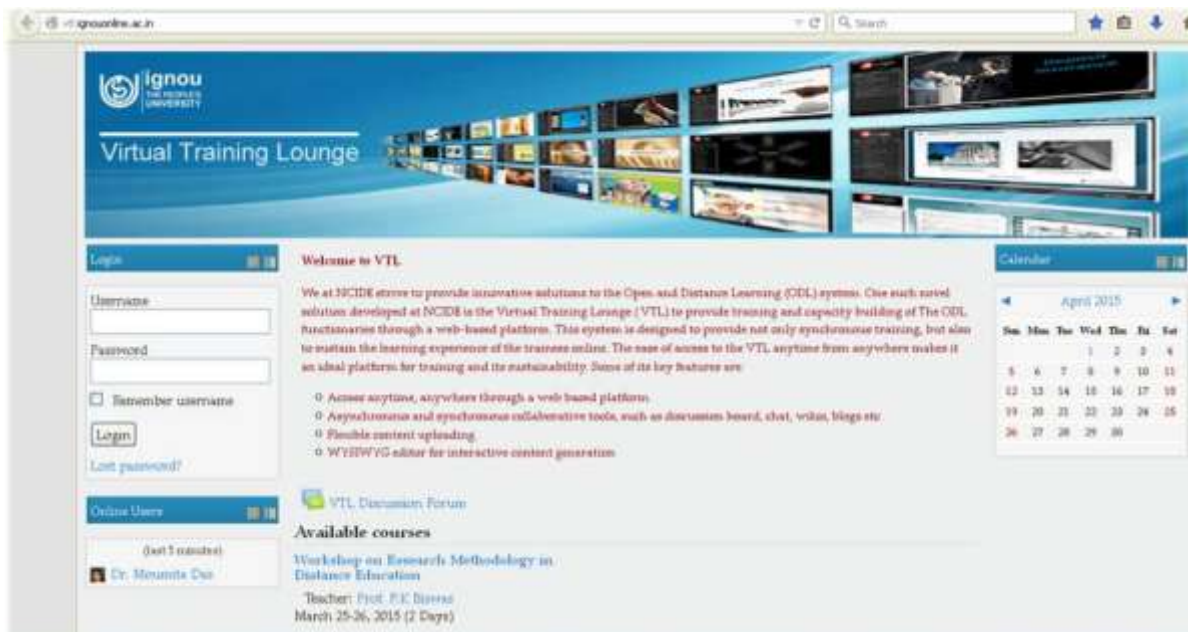 ignouonline.ac.in
Search
ignou
THE PEOPLE'S
UNIVERSITY
Virtual Training Lounge
Login
Username
Password
Remember username
Login
Lost password?
Online Users
(last 5 minutes)
Dr. Moumita Das
Welcome to VTL
We at NCIDE strive to provide innovative solutions to the Open and Distance Learning (ODL) system. One such novel
solution developed at NCIDE is the Virtual Training Lounge (VTL) to provide training and capacity building of The ODL
functionaries through a web-based platform. This system is designed to provide not only synchronous training, but also
to sustain the learning experience of the trainees online. The ease of access to the VTL anytime from anywhere makes it
an ideal platform for training and its sustainability. Some of its key features are:
Access anytime, anywhere through a web based platform
Asynchronous and synchronous collaborative tools, such as discussion board, chat, wikis, blogs etc
Flexible content uploading
WYSIWYG editor for interactive content generation
VTL Discussion Forum
Available courses
Workshop on Research Methodology in
Distance Education
Teacher: Prof. P.K Biswas
March 25-26, 2015 (2 Days)
Calendar
April 2015
Sun Mon Tue Wed Thu Fri Sat
1 2 3 4
5 6 7 8 9 10 11
12 13 14 15 16 17 18
19 20 21 22 23 24 25
26 27 28 29 30